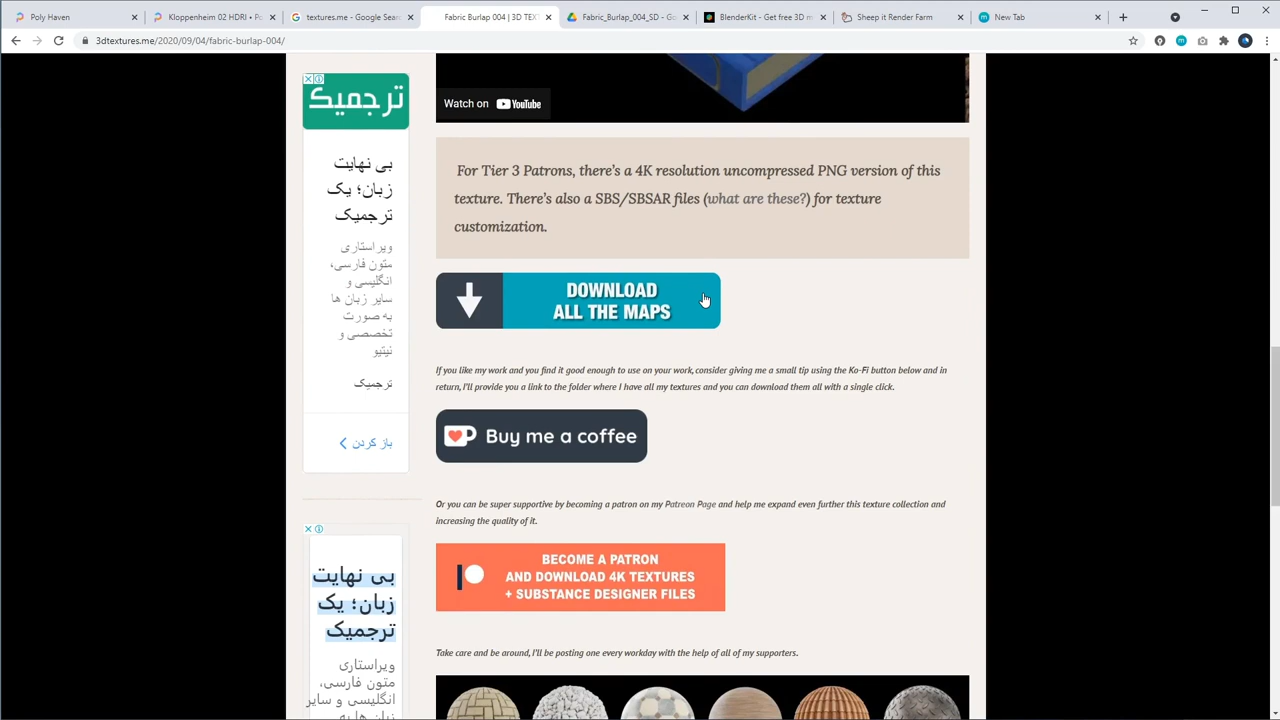 Poly Haven
Kloppenheim 02 HDRI • Po
textures.me - Google Sear
Fabric Burlap 004 | 3D TEX
Fabric_Burlap_004_SD - Go
BlenderKit - Get free 3D m
Sheep it Render Farm
New Tab
3dtextures.me/2020/09/04/fabric-burlap-004/
Watch on YouTube
For Tier 3 Patrons, there's a 4K resolution uncompressed PNG version of this
texture. There's also a SBS/SBSAR files (what are these?) for texture
customization.
DOWNLOAD
ALL THE MAPS
If you like my work and you find it good enough to use on your work, consider giving me a small tip using the Ko-Fi button below and in
return, I'll provide you a link to the folder where I have all my textures and you can download them all with a single click.
Buy me a coffee
Or you can be super supportive by becoming a patron on my Patreon Page and help me expand even further this texture collection and
increasing the quality of it.
BECOME A PATRON
AND DOWNLOAD 4K TEXTURES
+ SUBSTANCE DESIGNER FILES
Take care and be around, I'll be posting one every workday with the help of all of my supporters.
ترجمیک
بی نهایت
زبان؛ یک
ترجمیک
ویراستاری
متون فارسی،
انگلیسی و
سایر زبان ها
به صورت
تخصصی و
نیتیو
ترجمیک
باز کردن
بی نهایت
زبان؛ یک
ترجمیک
ویراستاری
متون فارسی،
انگلیسی و سایر
زبان ها به